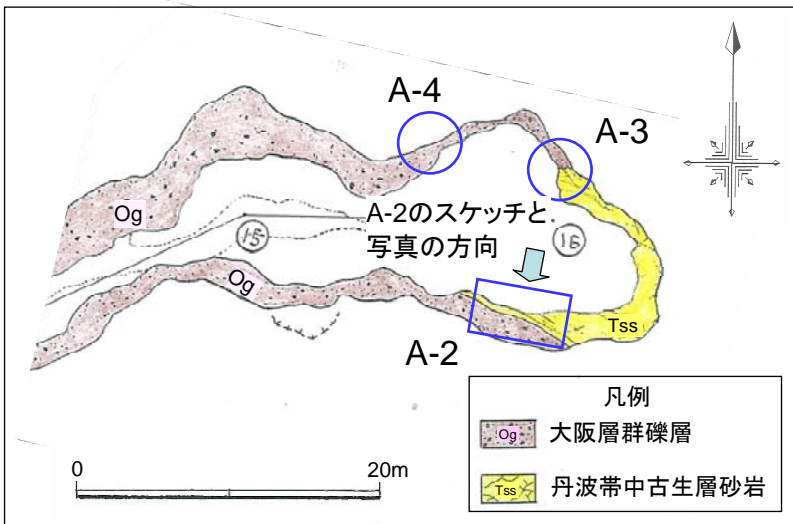 A-4
A-3
Og
A-2のスケッチと
写真の方向
15
16
Og
Tss
A-2
凡例
Og 大阪層群礫層
Tss 丹波帯中古生層砂岩
0 20m